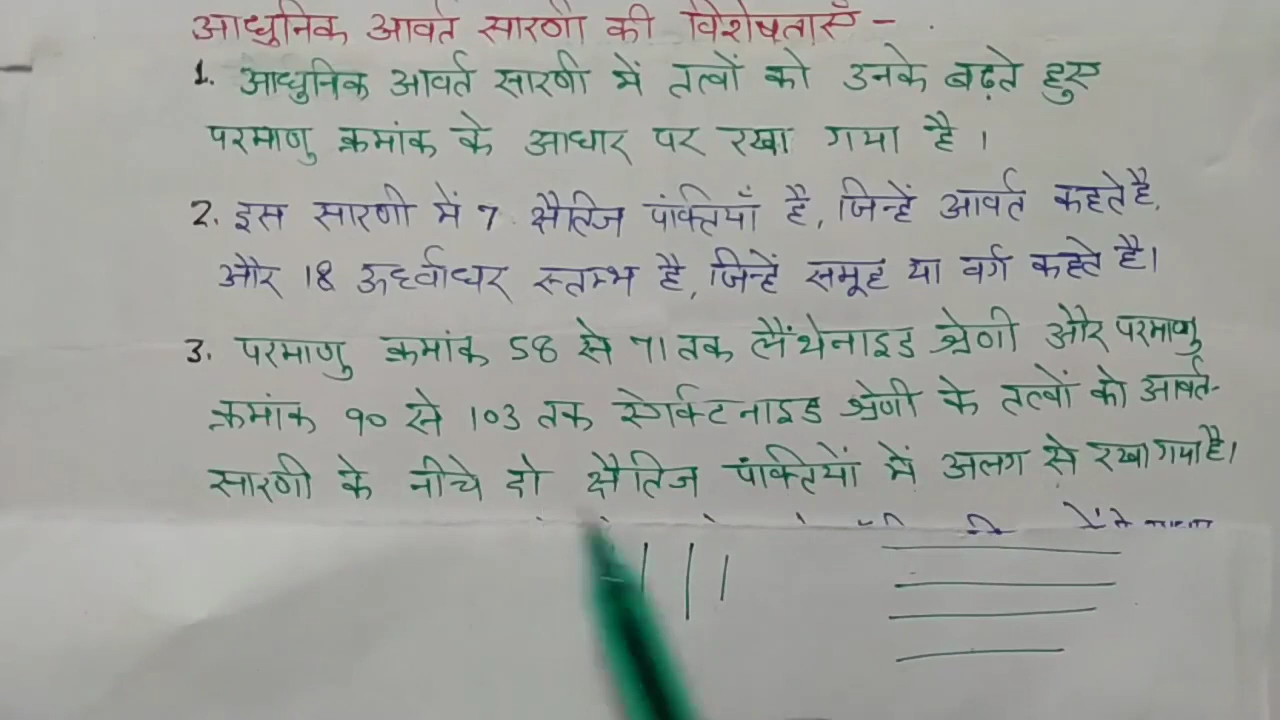 आधुनिक आवर्त सारणी की विशेषताएँ -
1. आधुनिक आवर्त सारणी में तत्वों को उनके बढ़ते हुए
परमाणु क्रमांक के आधार पर रखा गया है ।
2. इस सारणी में 7 क्षैतिज पंक्तियाँ है, जिन्हें आवर्त कहते है,
और 18 ऊर्ध्वाधर स्तम्भ है, जिन्हें समूह या वर्ग कहते है।
3. परमाणु क्रमांक 58 से 71 तक लैंथेनाइड श्रेणी और परमाणु
क्रमांक 90 से 103 तक ऐक्टिनाइड श्रेणी के तत्वों को आवर्त-
सारणी के नीचे दो क्षैतिज पंक्तियों में अलग से रखा गया है।